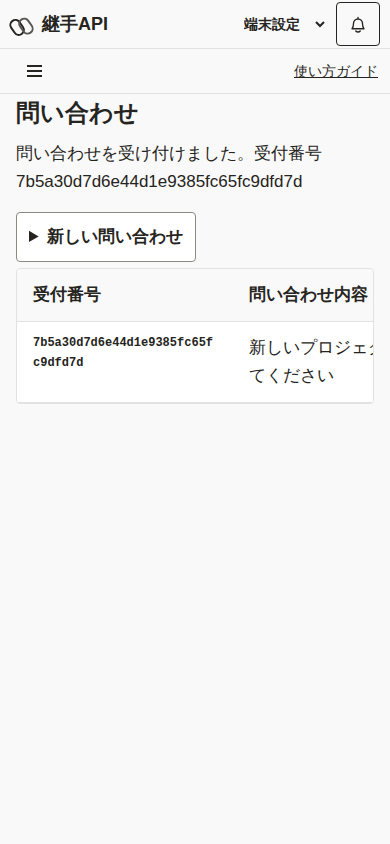 継手API
端末設定
使い方ガイド
問い合わせ
問い合わせを受け付けました。受付番号
7b5a30d7d6e44d1e9385fc65fc9dfd7d
新しい問い合わせ
受付番号 問い合わせ内容
7b5a30d7d6e44d1e9385fc65f
c9dfd7d
新しいプロジェ
てください